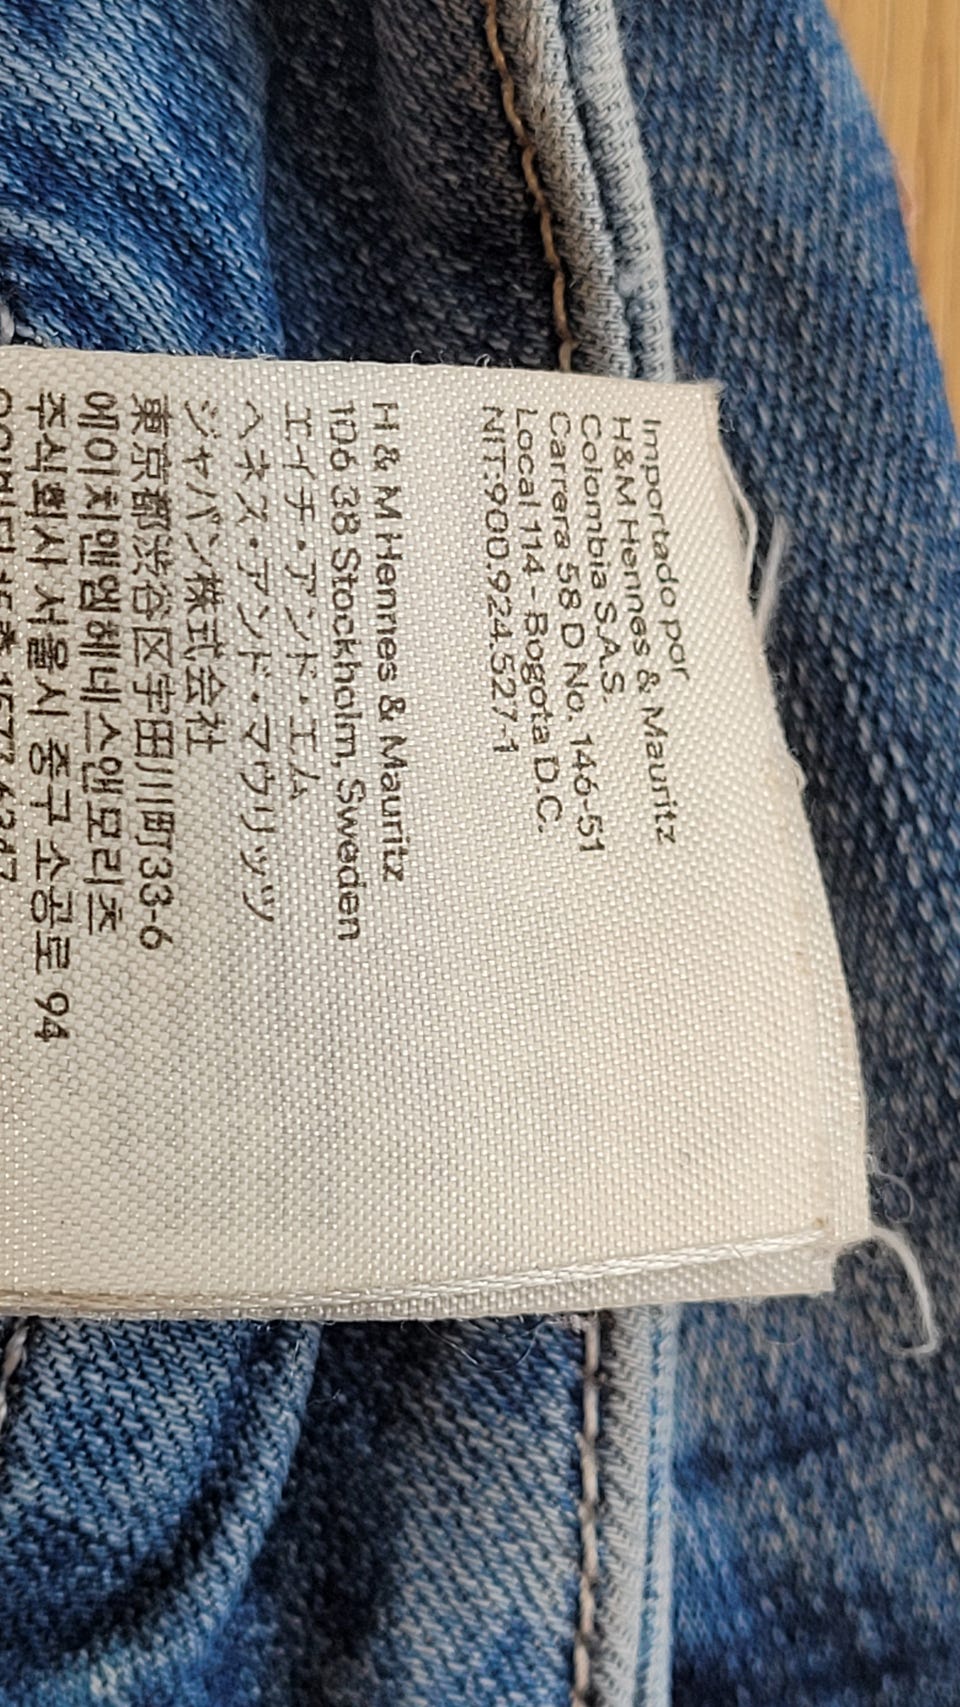 Importado por
H&M Hennes & Mauritz
Colombia S.A.S.
Carrera 58 D No. 146-51
Local 114 - Bogota D.C.
NIT:900.924.527-1
H & M Hennes & Mauritz
106 38 Stockholm, Sweden
エイチ・アンド・エム
ヘネス・アンド・マウリッツ
ジャパン株式会社
東京都渋谷区宇田川町33-6
에이치앤엠헤네스앤모리츠
주식회사 서울시 중구 소공로 94